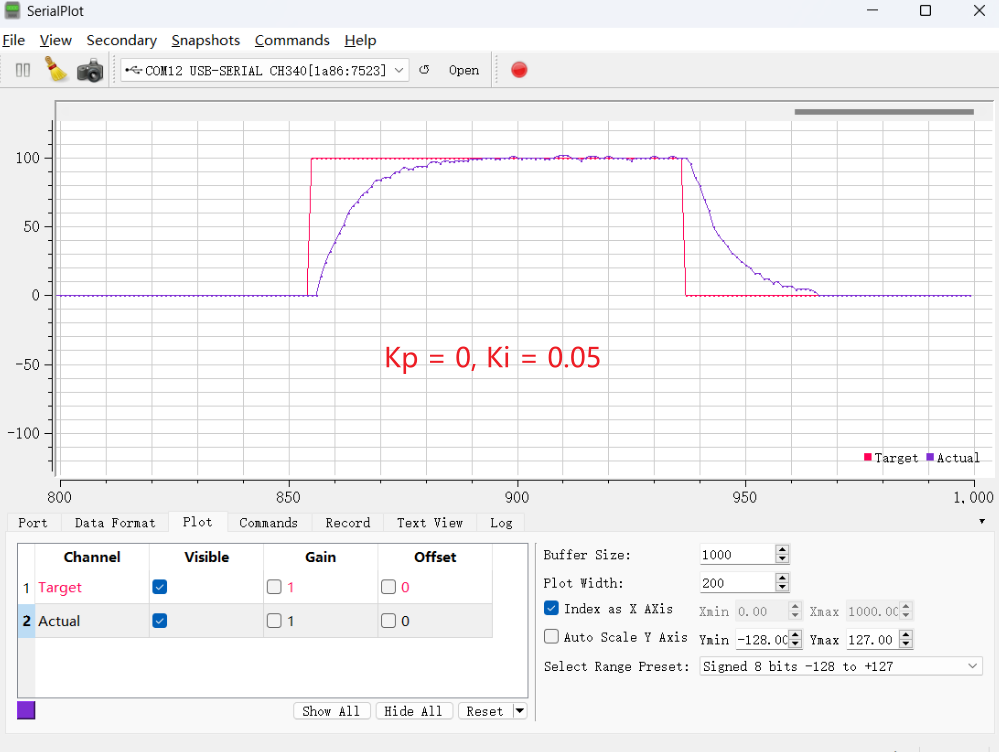 SerialPlot
File View Secondary Snapshots Commands Help
COM12 USB-SERIAL CH340[1a86:7523] Open
100
50
0
-50
-100
Kp = 0, Ki = 0.05
Target Actual
800 850 900 950 1,000
Port Data Format Plot Commands Record Text View Log
Channel Visible Gain Offset
1 Target 1 0
2 Actual 1 0
Show All Hide All Reset
Buffer Size: 1000
Plot Width: 200
Index as X AXis Xmin 0.00 Xmax 1000.00
Auto Scale Y Axis Ymin -128.00 Ymax 127.00
Select Range Preset: Signed 8 bits -128 to +127